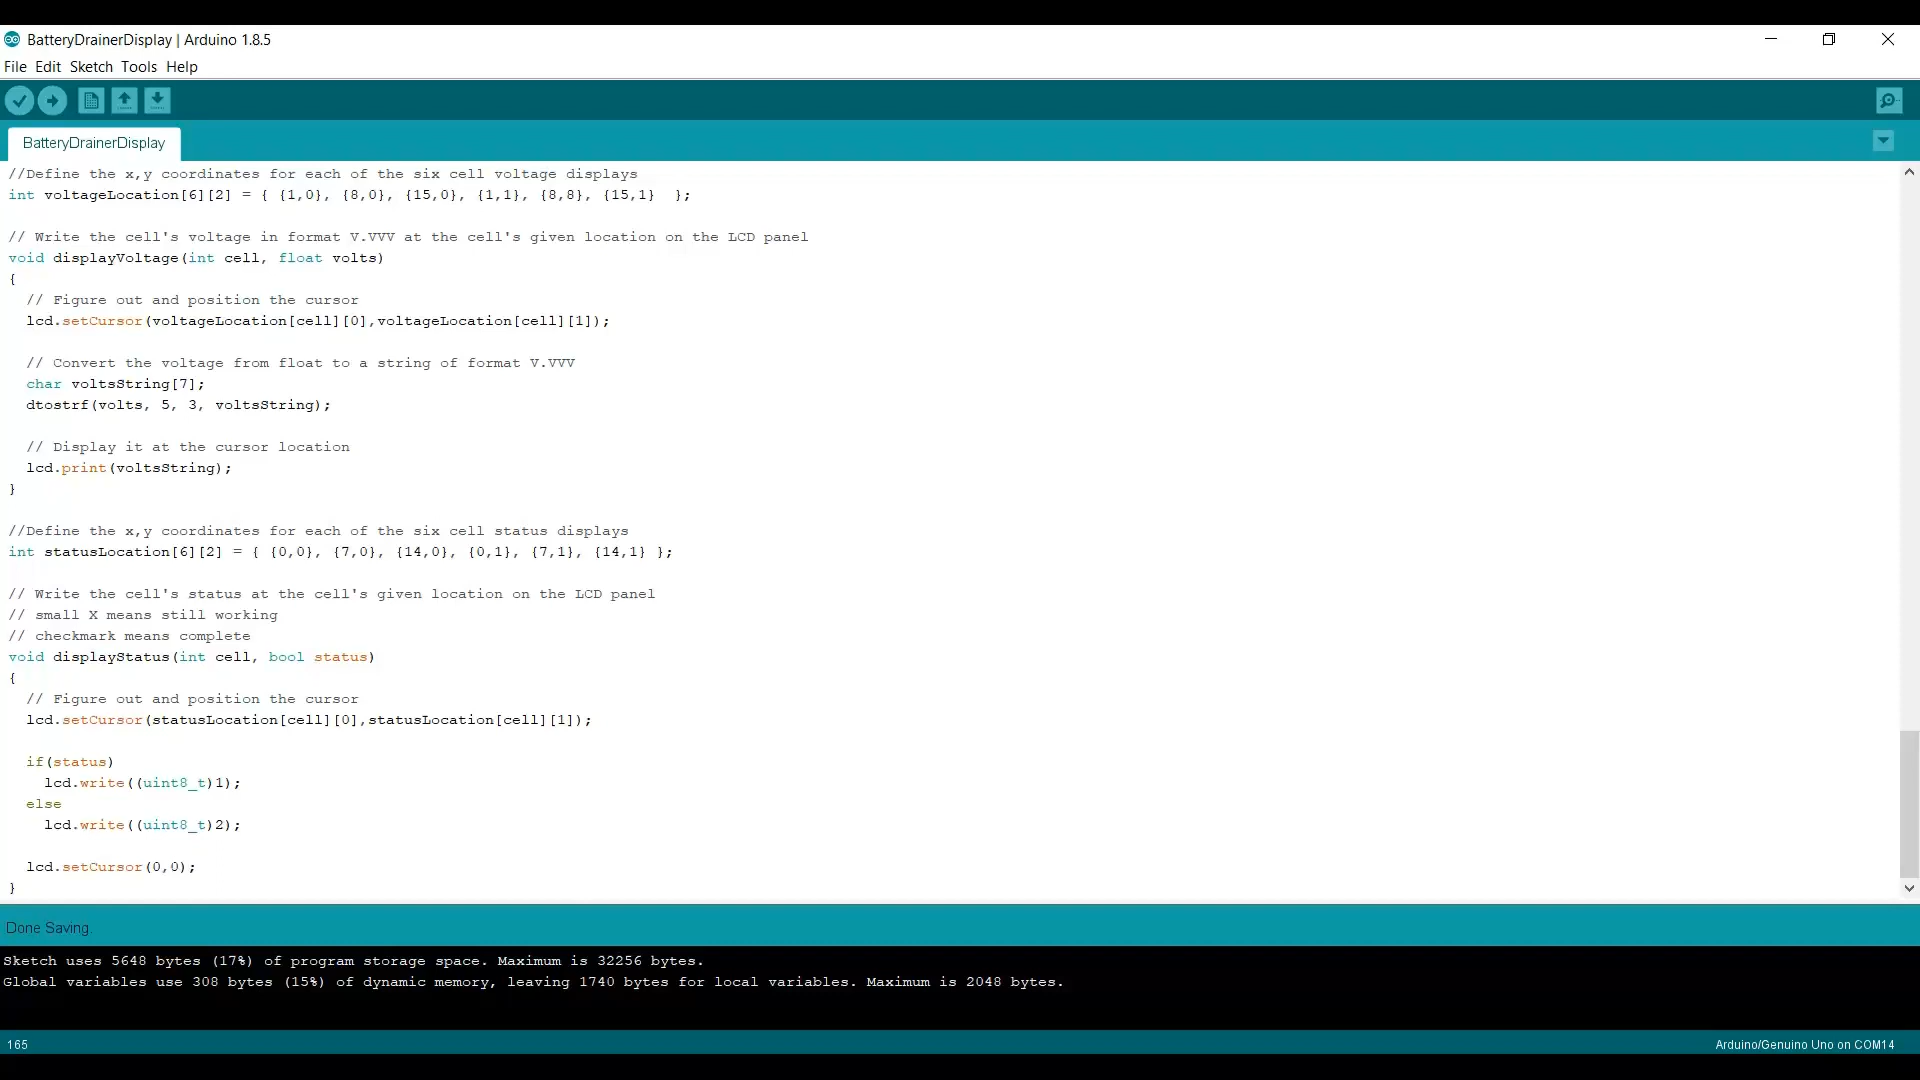 BatteryDrainerDisplay | Arduino 1.8.5
File Edit Sketch Tools Help
BatteryDrainerDisplay
//Define the x,y coordinates for each of the six cell voltage displays
int voltageLocation[6][2] = { {1,0}, {8,0}, {15,0}, {1,1}, {8,8}, {15,1}  };
// Write the cell's voltage in format V.VVV at the cell's given location on the LCD panel
void displayVoltage(int cell, float volts)
{
  // Figure out and position the cursor
  lcd.setCursor(voltageLocation[cell][0],voltageLocation[cell][1]);
  // Convert the voltage from float to a string of format V.VVV
  char voltsString[7];
  dtostrf(volts, 5, 3, voltsString);
  // Display it at the cursor location
  lcd.print(voltsString);
}
//Define the x,y coordinates for each of the six cell status displays
int statusLocation[6][2] = { {0,0}, {7,0}, {14,0}, {0,1}, {7,1}, {14,1} };
// Write the cell's status at the cell's given location on the LCD panel
// small X means still working
// checkmark means complete
void displayStatus(int cell, bool status)
{
  // Figure out and position the cursor
  lcd.setCursor(statusLocation[cell][0],statusLocation[cell][1]);
  if(status)
    lcd.write((uint8_t)1);
  else
    lcd.write((uint8_t)2);
  lcd.setCursor(0,0);
}
Done Saving.
Sketch uses 5648 bytes (17%) of program storage space. Maximum is 32256 bytes.
Global variables use 308 bytes (15%) of dynamic memory, leaving 1740 bytes for local variables. Maximum is 2048 bytes.
165
Arduino/Genuino Uno on COM14